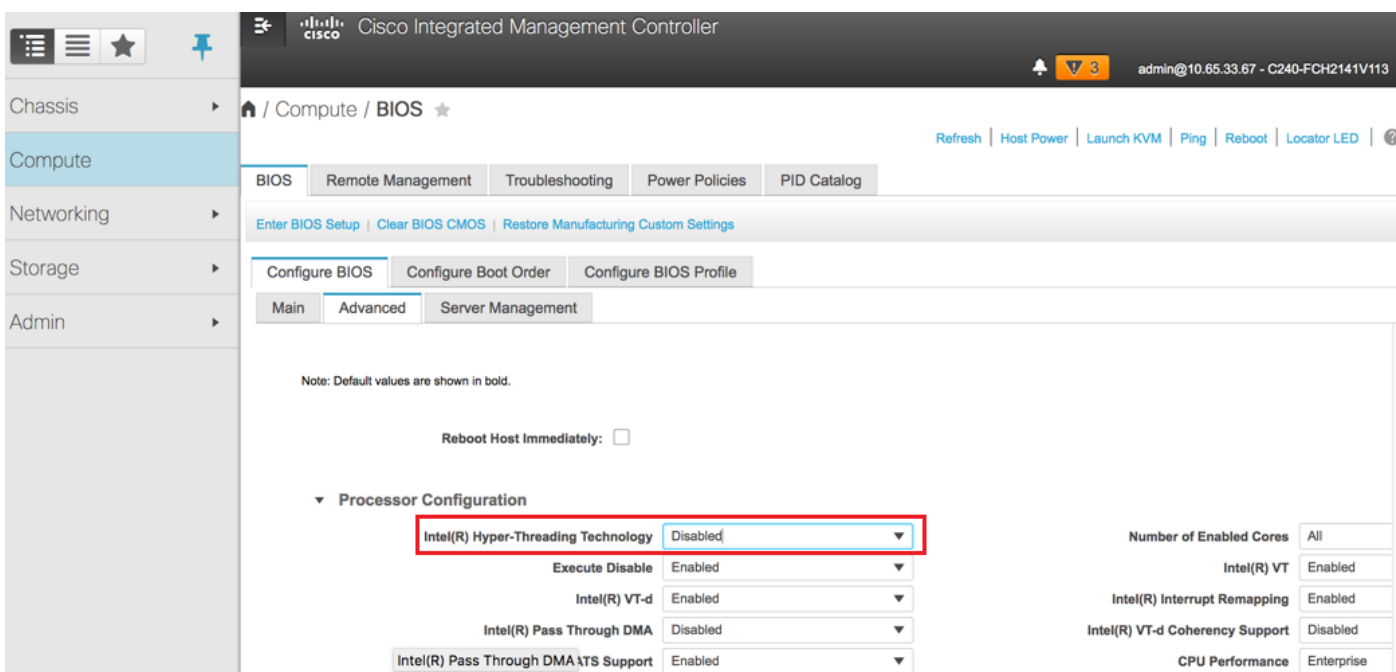 cisco Cisco Integrated Management Controller
3 admin@10.65.33.67 - C240-FCH2141V113
Chassis
Compute
Networking
Storage
Admin
/ Compute / BIOS
Refresh | Host Power | Launch KVM | Ping | Reboot | Locator LED |
BIOS Remote Management Troubleshooting Power Policies PID Catalog
Enter BIOS Setup | Clear BIOS CMOS | Restore Manufacturing Custom Settings
Configure BIOS Configure Boot Order Configure BIOS Profile
Main Advanced Server Management
Note: Default values are shown in bold.
Reboot Host Immediately:
Processor Configuration
Intel(R) Hyper-Threading Technology Disabled Number of Enabled Cores All
Execute Disable Enabled Intel(R) VT Enabled
Intel(R) VT-d Enabled Intel(R) Interrupt Remapping Enabled
Intel(R) Pass Through DMA Disabled Intel(R) VT-d Coherency Support Disabled
Intel(R) Pass Through DMA ATS Support Enabled CPU Performance Enterprise